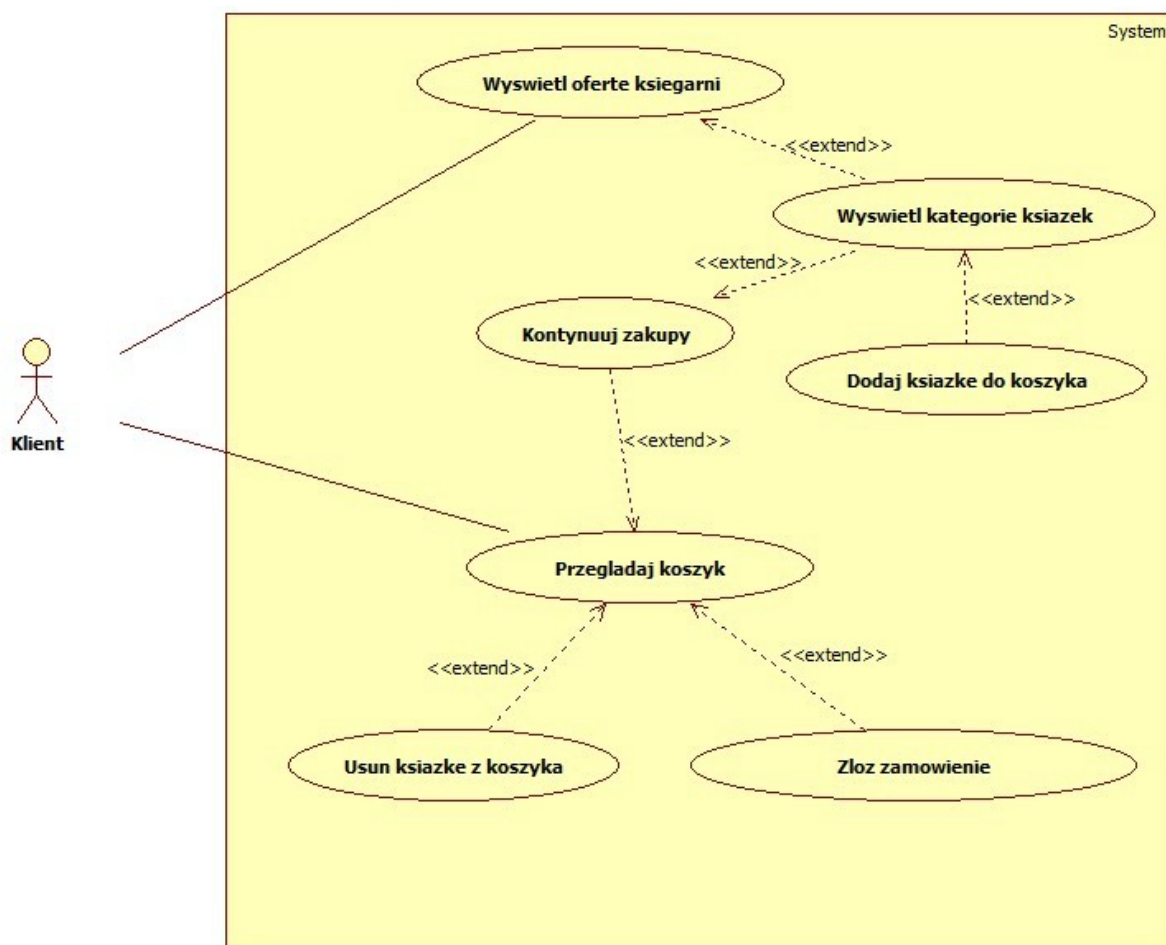 System
Wyswietl oferte ksiegarni
<<extend>>
Wyswietl kategorie ksiazek
<<extend>>
<<extend>>
Kontynuuj zakupy
Dodaj ksiazke do koszyka
Klient
<<extend>>
Przegladaj koszyk
<<extend>>
<<extend>>
Usun ksiazke z koszyka
Zloz zamowienie